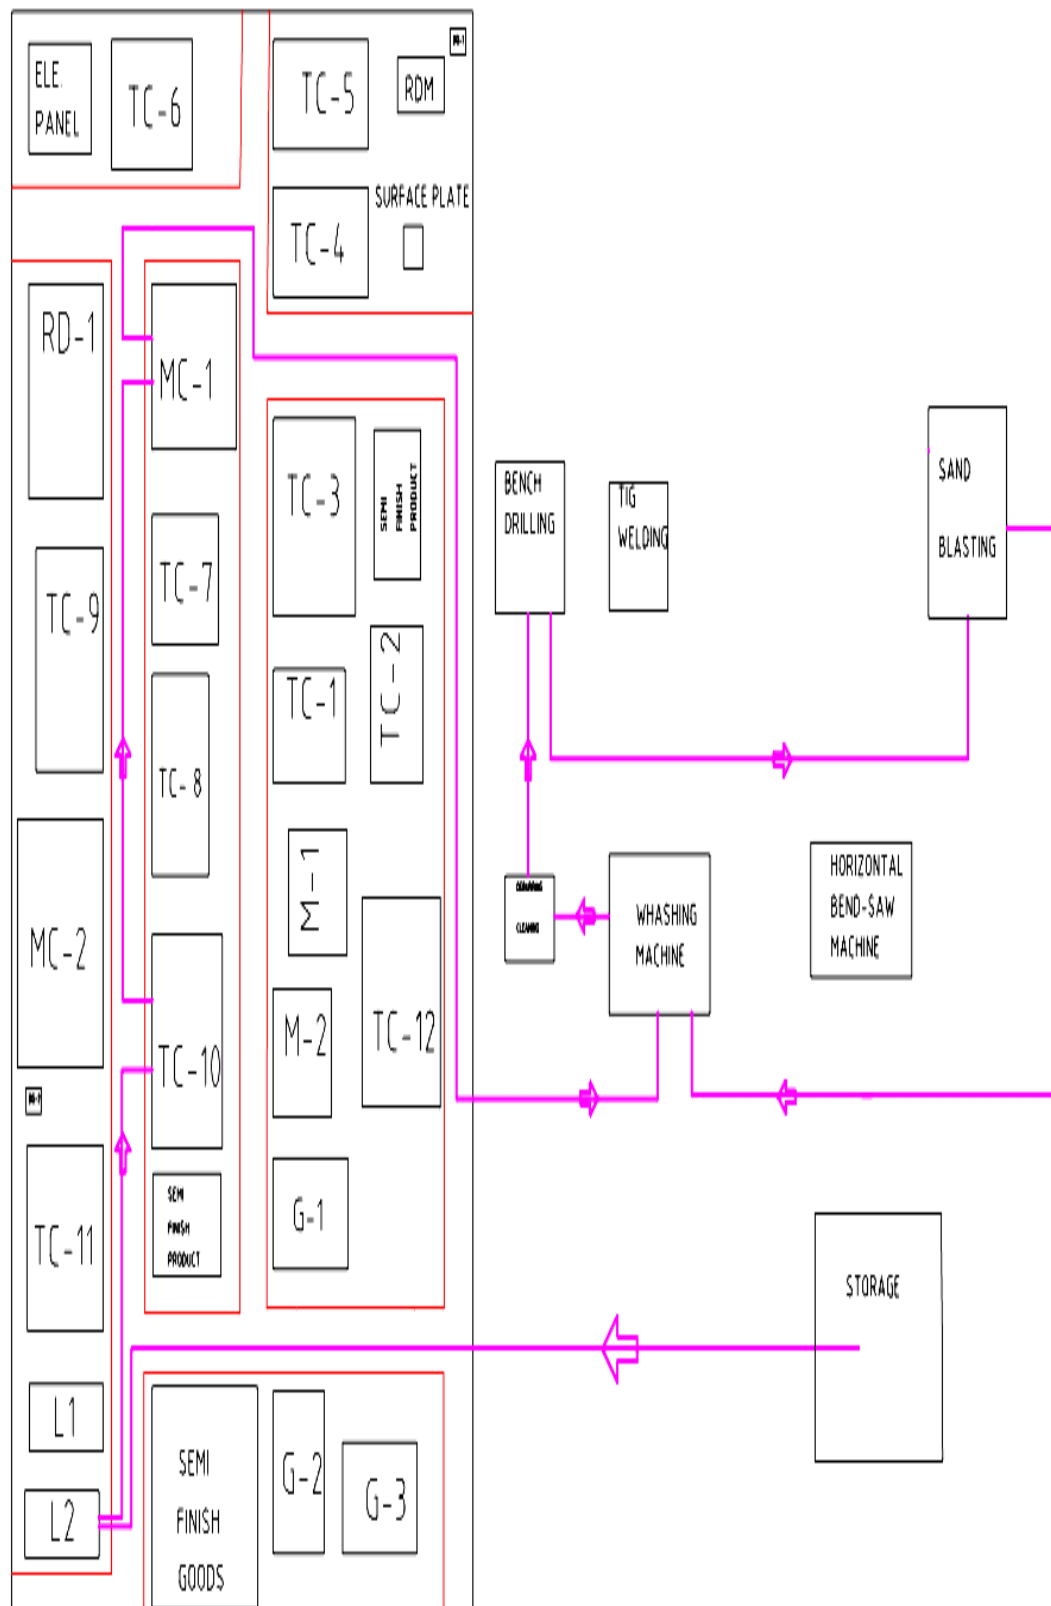 ELE.
PANEL
TC-6
TC-5
RDM
SURFACE PLATE
TC-4
RD-1
MC-1
TC-3
SEMI
FINISH
PRODUCT
BENCH
DRILLING
TIG
WELDING
SAND
BLASTING
TC-9
TC-7
TC-1
TC-2
TC-8
M-1
MC-2
CLEANING
WHASHING
MACHINE
HORIZONTAL
BEND-SAW
MACHINE
TC-10
M-2
TC-12
TC-11
SEMI
FINISH
PRODUCT
G-1
STORAGE
L1
L2
SEMI
FINISH
GOODS
G-2
G-3